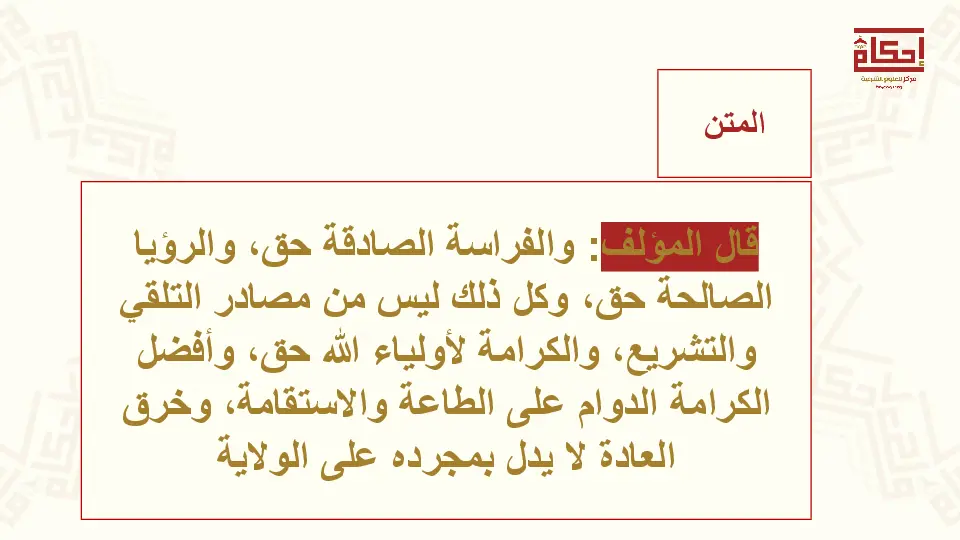 إحكام
مركز للعلوم الشرعية
المتن
قال المؤلف: والفراسة الصادقة حق، والرؤيا
الصالحة حق، وكل ذلك ليس من مصادر التلقي
والتشريع، والكرامة لأولياء الله حق، وأفضل
الكرامة الدوام على الطاعة والاستقامة، وخرق
العادة لا يدل بمجرده على الولاية